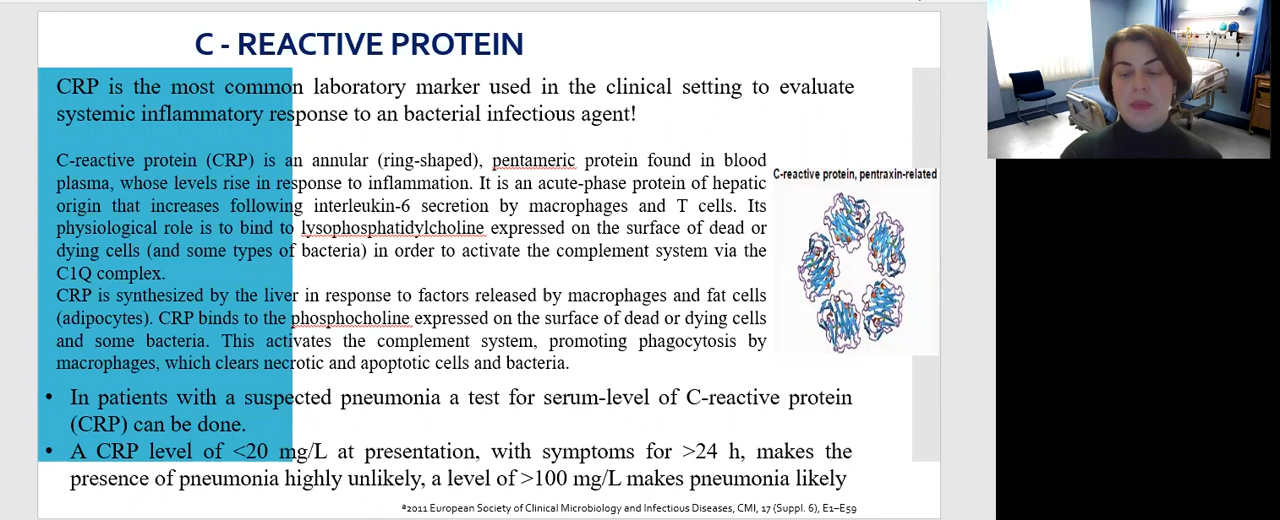 C - REACTIVE PROTEIN
CRP is the most common laboratory marker used in the clinical setting to evaluate
systemic inflammatory response to an bacterial infectious agent!
C-reactive protein (CRP) is an annular (ring-shaped), pentameric protein found in blood
plasma, whose levels rise in response to inflammation. It is an acute-phase protein of hepatic
origin that increases following interleukin-6 secretion by macrophages and T cells. Its
physiological role is to bind to lysophosphatidylcholine expressed on the surface of dead or
dying cells (and some types of bacteria) in order to activate the complement system via the
C1Q complex.
CRP is synthesized by the liver in response to factors released by macrophages and fat cells
(adipocytes). CRP binds to the phosphocholine expressed on the surface of dead or dying cells
and some bacteria. This activates the complement system, promoting phagocytosis by
macrophages, which clears necrotic and apoptotic cells and bacteria.
C-reactive protein, pentraxin-related
• In patients with a suspected pneumonia a test for serum-level of C-reactive protein
(CRP) can be done.
• A CRP level of <20 mg/L at presentation, with symptoms for >24 h, makes the
presence of pneumonia highly unlikely, a level of >100 mg/L makes pneumonia likely
ª2011 European Society of Clinical Microbiology and Infectious Diseases, CMI, 17 (Suppl. 6), E1–E59